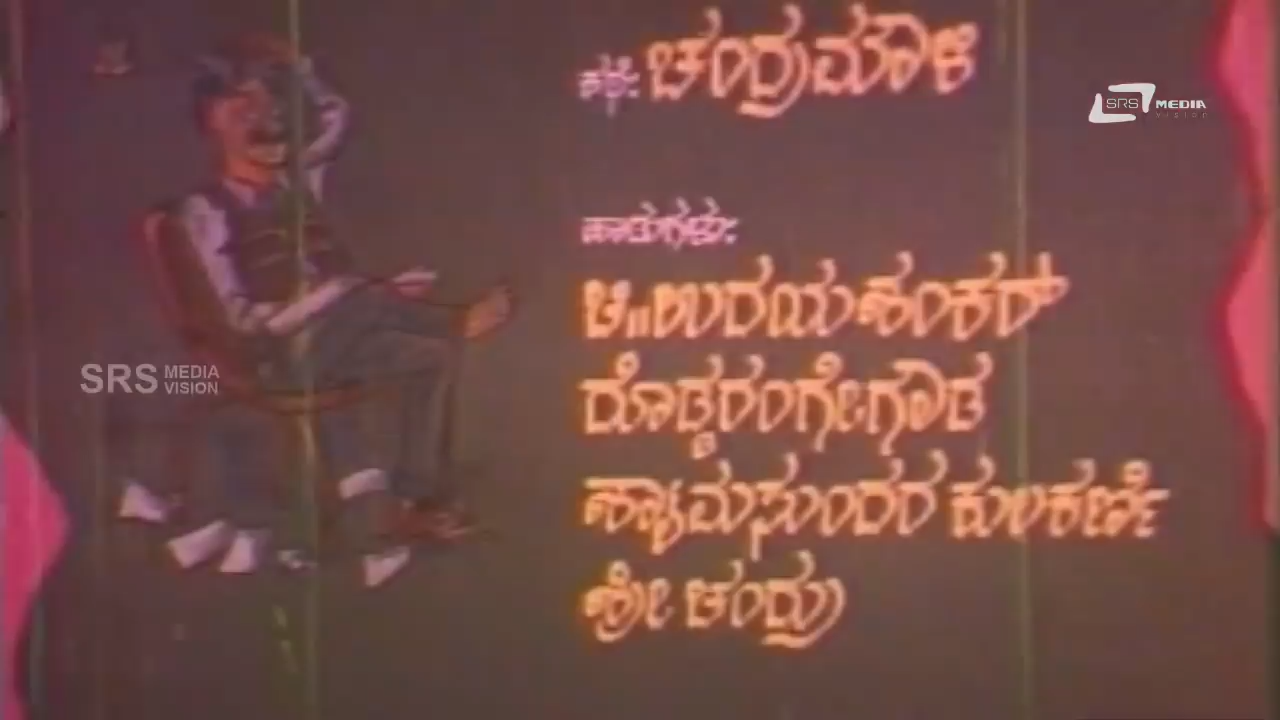 ಕಥೆ: ಚಂದ್ರಮೌಳಿ
SRS MEDIA
Vision
ಹಾಡುಗಳು:
ಚಿ|| ಉದಯಶಂಕರ್
ದೊಡ್ಡರಂಗೇಗೌಡ
SRS MEDIA
VISION
ಶ್ಯಾಮಸುಂದರ ಕುಲಕರ್ಣಿ
ಶ್ರೀ ಚಂದ್ರು